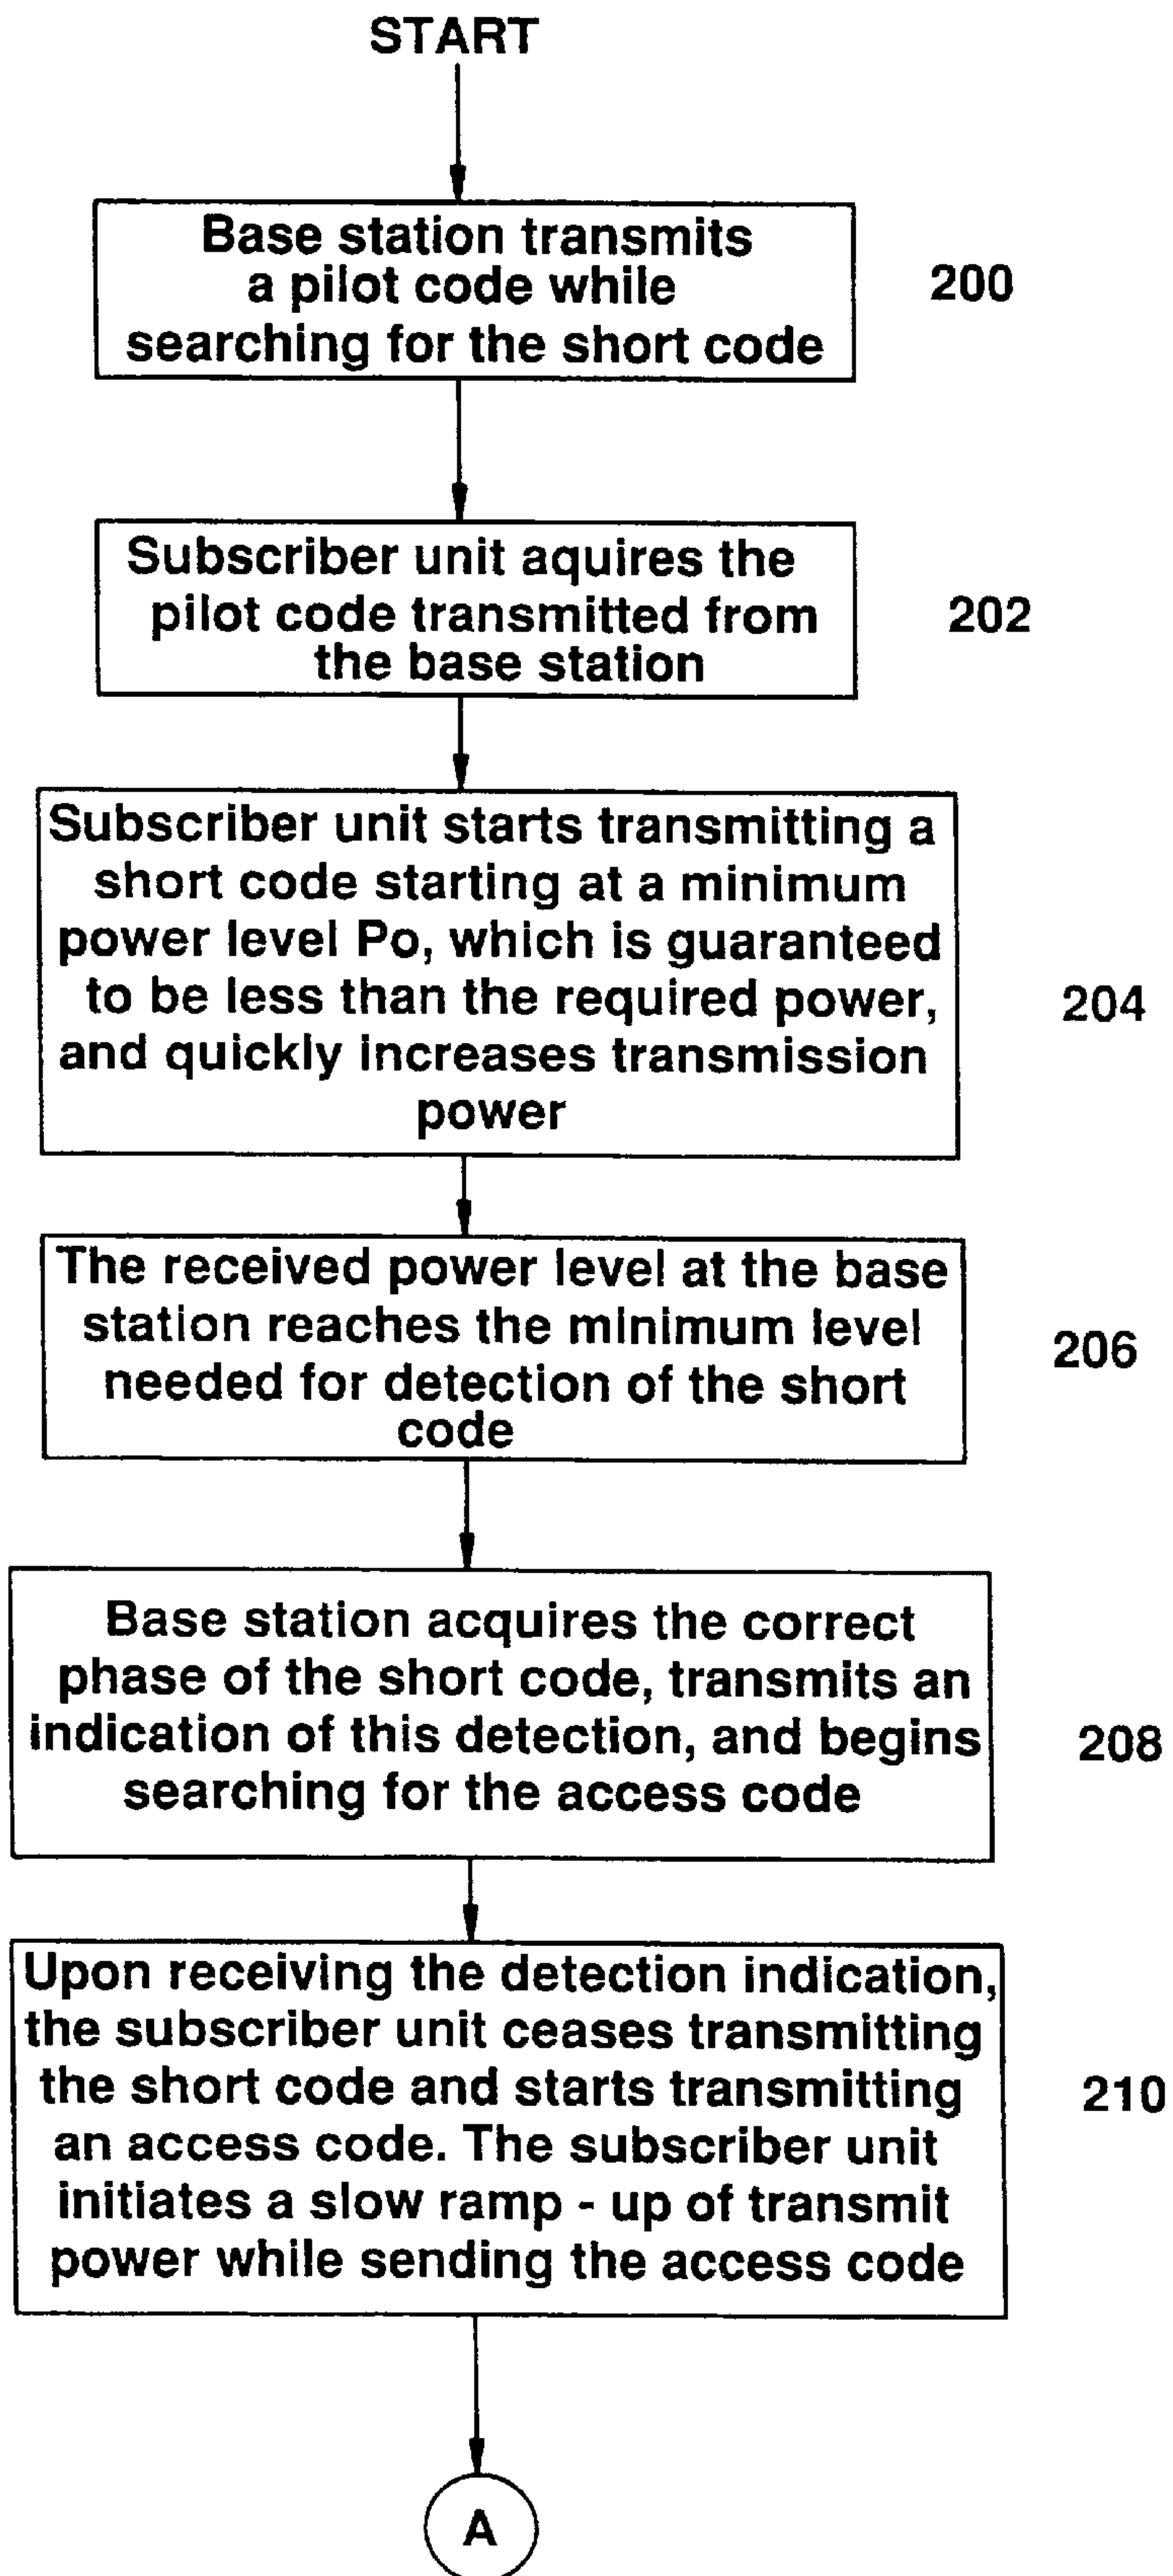 START
Base station transmits
a pilot code while
searching for the short code
200
Subscriber unit aquires the
pilot code transmitted from
the base station
202
Subscriber unit starts transmitting a
short code starting at a minimum
power level Po, which is guaranteed
to be less than the required power,
and quickly increases transmission
power
204
The received power level at the base
station reaches the minimum level
needed for detection of the short
code
206
Base station acquires the correct
phase of the short code, transmits an
indication of this detection, and begins
searching for the access code
208
Upon receiving the detection indication,
the subscriber unit ceases transmitting
the short code and starts transmitting
an access code. The subscriber unit
initiates a slow ramp - up of transmit
power while sending the access code
210
A